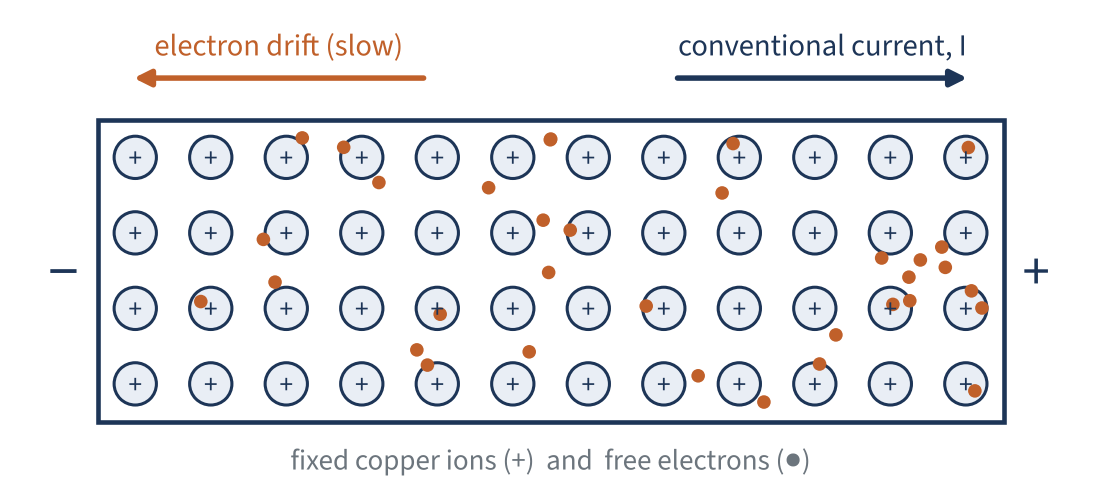 electron drift (slow)
conventional current, I
+ + + + + + + + + + + +
+ + + + + + + + + + + +
− +
+ + + + + + + + + + + +
+ + + + + + + + + + + +
fixed copper ions (+) and free electrons (●)